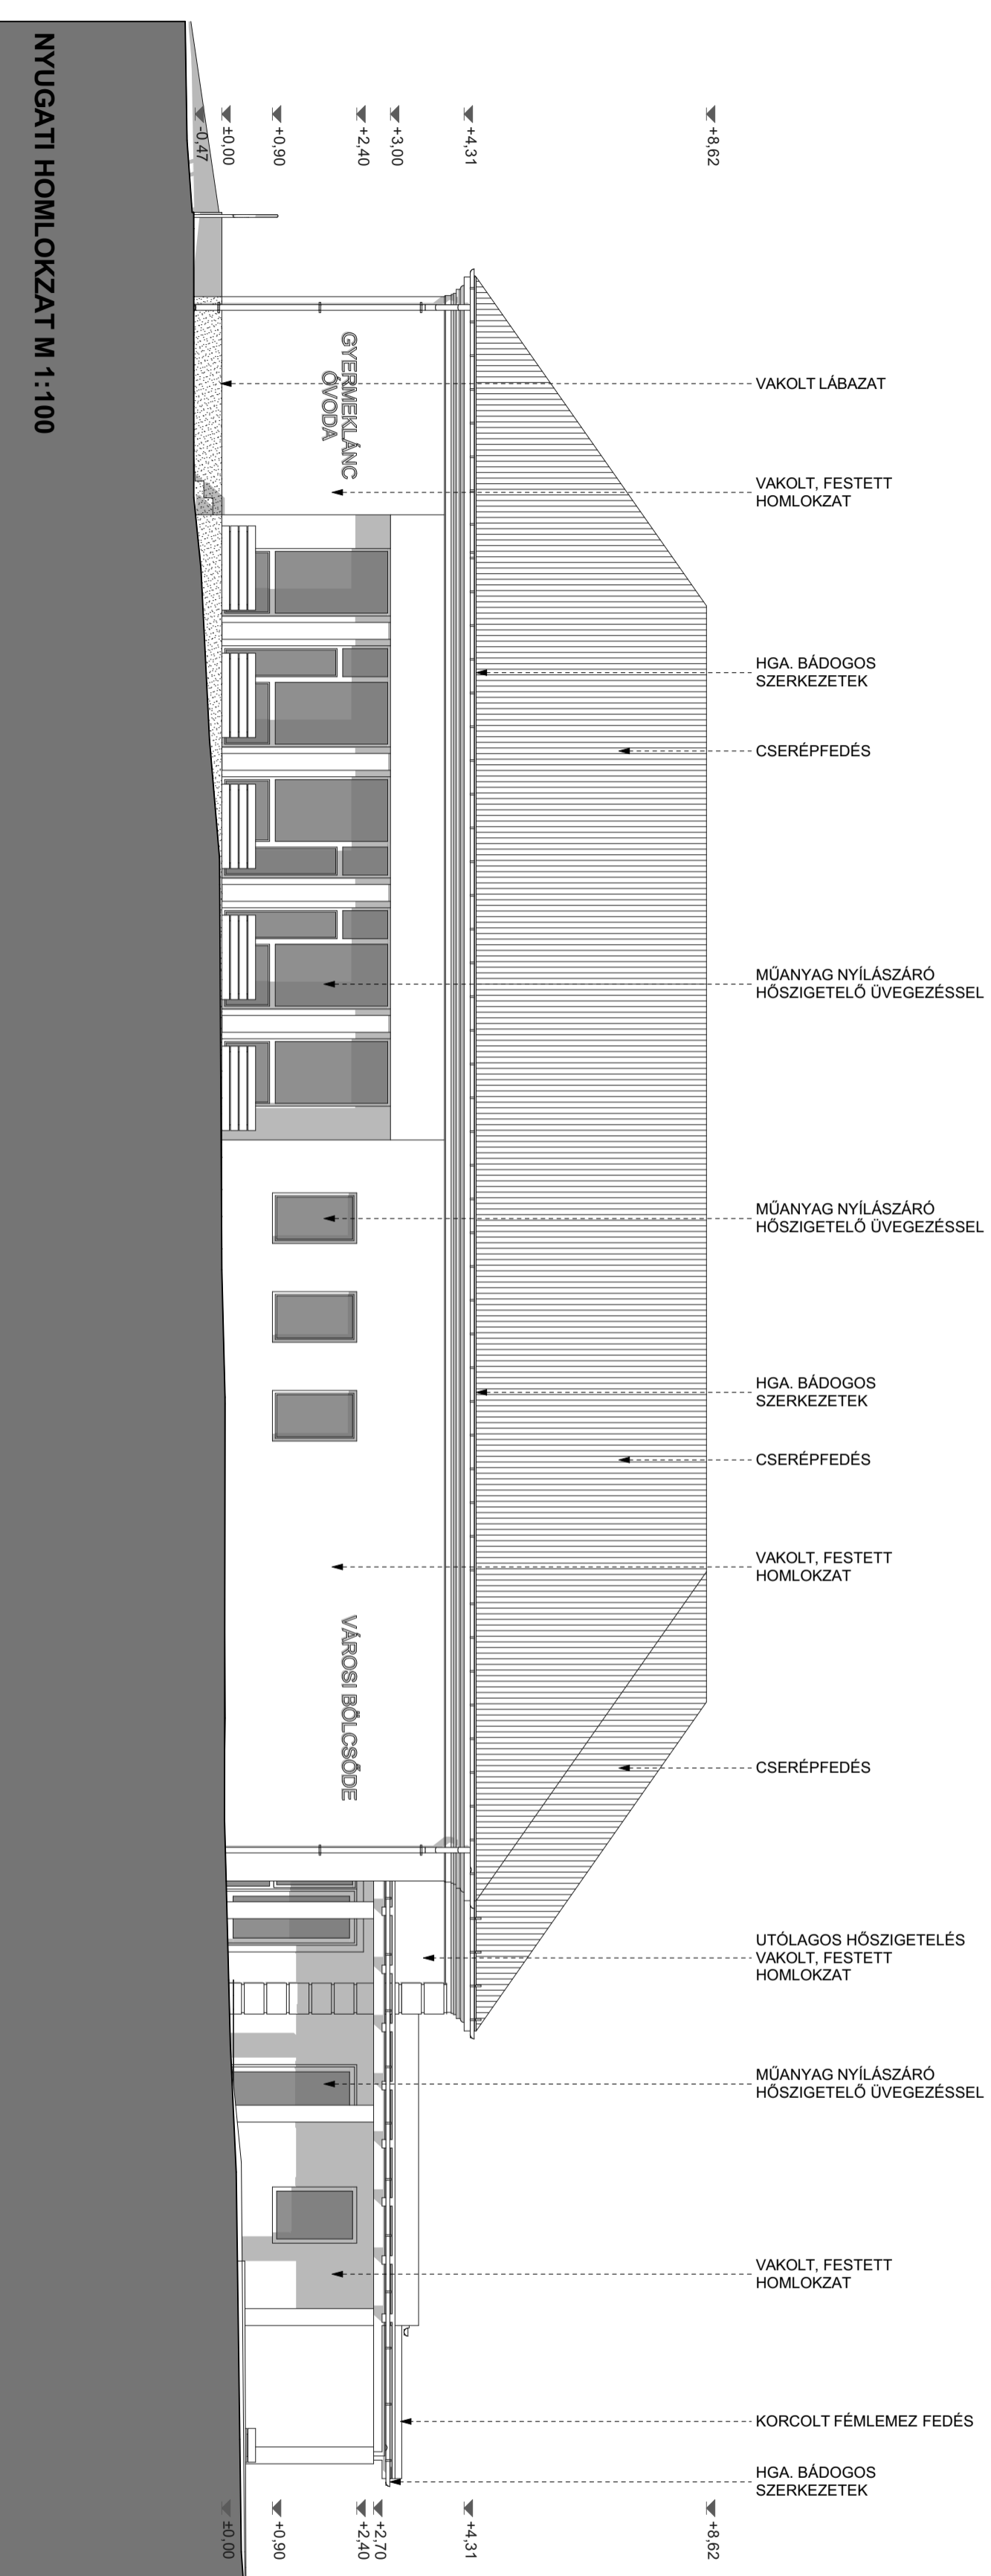 VAKOLT LÁBAZAT
VAKOLT, FESTETT
HOMLOKZAT
HGA. BÁDOGOS
SZERKEZETEK
CSERÉPFEDÉS
MŰANYAG NYÍLÁSZÁRÓ
HŐSZIGETELŐ ÜVEGEZÉSSEL
MŰANYAG NYÍLÁSZÁRÓ
HŐSZIGETELŐ ÜVEGEZÉSSEL
HGA. BÁDOGOS
SZERKEZETEK
CSERÉPFEDÉS
VAKOLT, FESTETT
HOMLOKZAT
CSERÉPFEDÉS
UTÓLAGOS HŐSZIGETELÉS
VAKOLT, FESTETT
HOMLOKZAT
MŰANYAG NYÍLÁSZÁRÓ
HŐSZIGETELŐ ÜVEGEZÉSSEL
VAKOLT, FESTETT
HOMLOKZAT
KORCOLT FÉMLEMEZ FEDÉS
HGA. BÁDOGOS
SZERKEZETEK
+8,62
+4,31
+3,00
+2,40
+0,90
±0,00
-0,47
GYERMEKLÁNC
ÓVODA
VÁROSI BÖLCSŐDE
+8,62
+4,31
+2,70
+2,40
+0,90
±0,00
NYUGATI HOMLOKZAT M 1:100